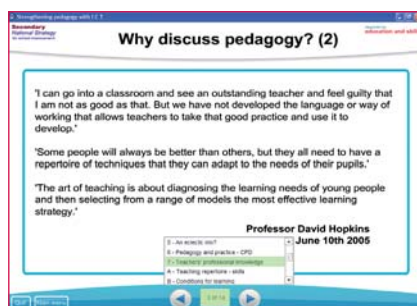 Strengthening pedagogy with I C T
Secondary
National Strategy
for school improvement
education and skills
Why discuss pedagogy? (2)
'I can go into a classroom and see an outstanding teacher and feel guilty that
I am not as good as that. But we have not developed the language or way of
working that allows teachers to take that good practice and use it to
develop.'
'Some people will always be better than others, but they all need to have a
repertoire of techniques that they can adapt to the needs of their pupils.'
'The art of teaching is about diagnosing the learning needs of young people
and then selecting from a range of models the most effective learning
strategy.'
Professor David Hopkins
June 10th 2005
5 - An eclectic mix?
6 - Pedagogy and practice - CPD
7 - Teachers' professional knowledge
A - Teaching repertoire - skills
B - Conditions for learning
Quit
Main menu